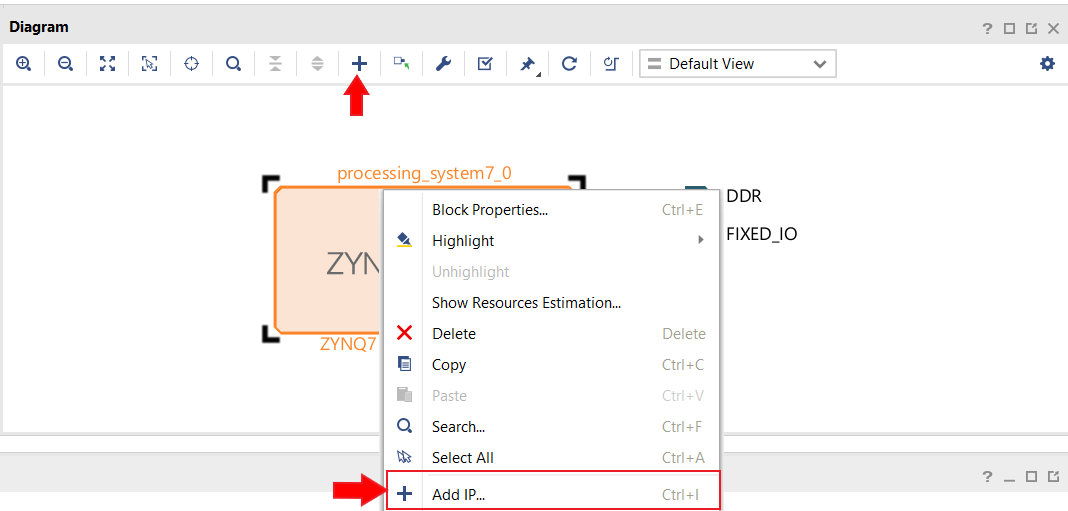 Diagram
Default View
processing_system7_0
DDR
FIXED_IO
ZYN
ZYNQ7
Block Properties... Ctrl+E
Highlight
Unhighlight
Show Resources Estimation...
Delete Delete
Copy Ctrl+C
Paste Ctrl+V
Search... Ctrl+F
Select All Ctrl+A
Add IP... Ctrl+I